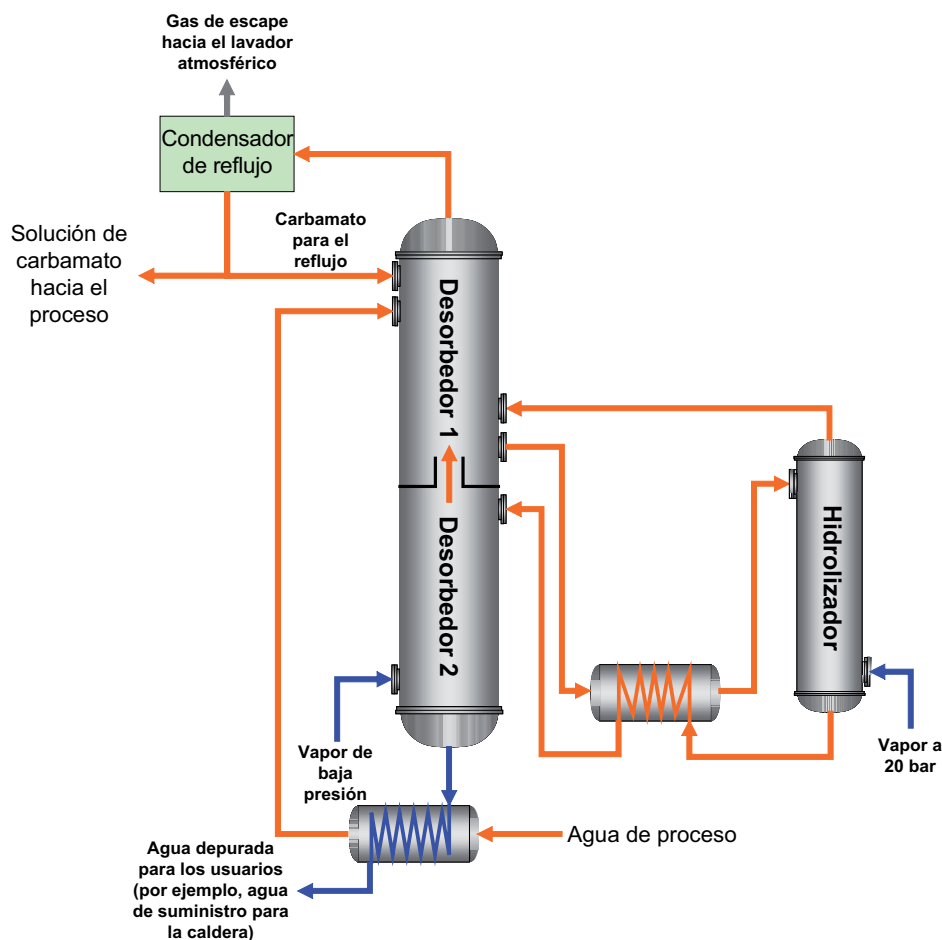 Gas de escape
hacia el lavador
atmosférico
Condensador
de reflujo
Carbamato
para el
reflujo
Solución de
carbamato
hacia el
proceso
Desorbedor 1
Desorbedor 2
Hidrolizador
Vapor de
baja
presión
Vapor a
20 bar
Agua de proceso
Agua depurada
para los usuarios
(por ejemplo, agua
de suministro para
la caldera)